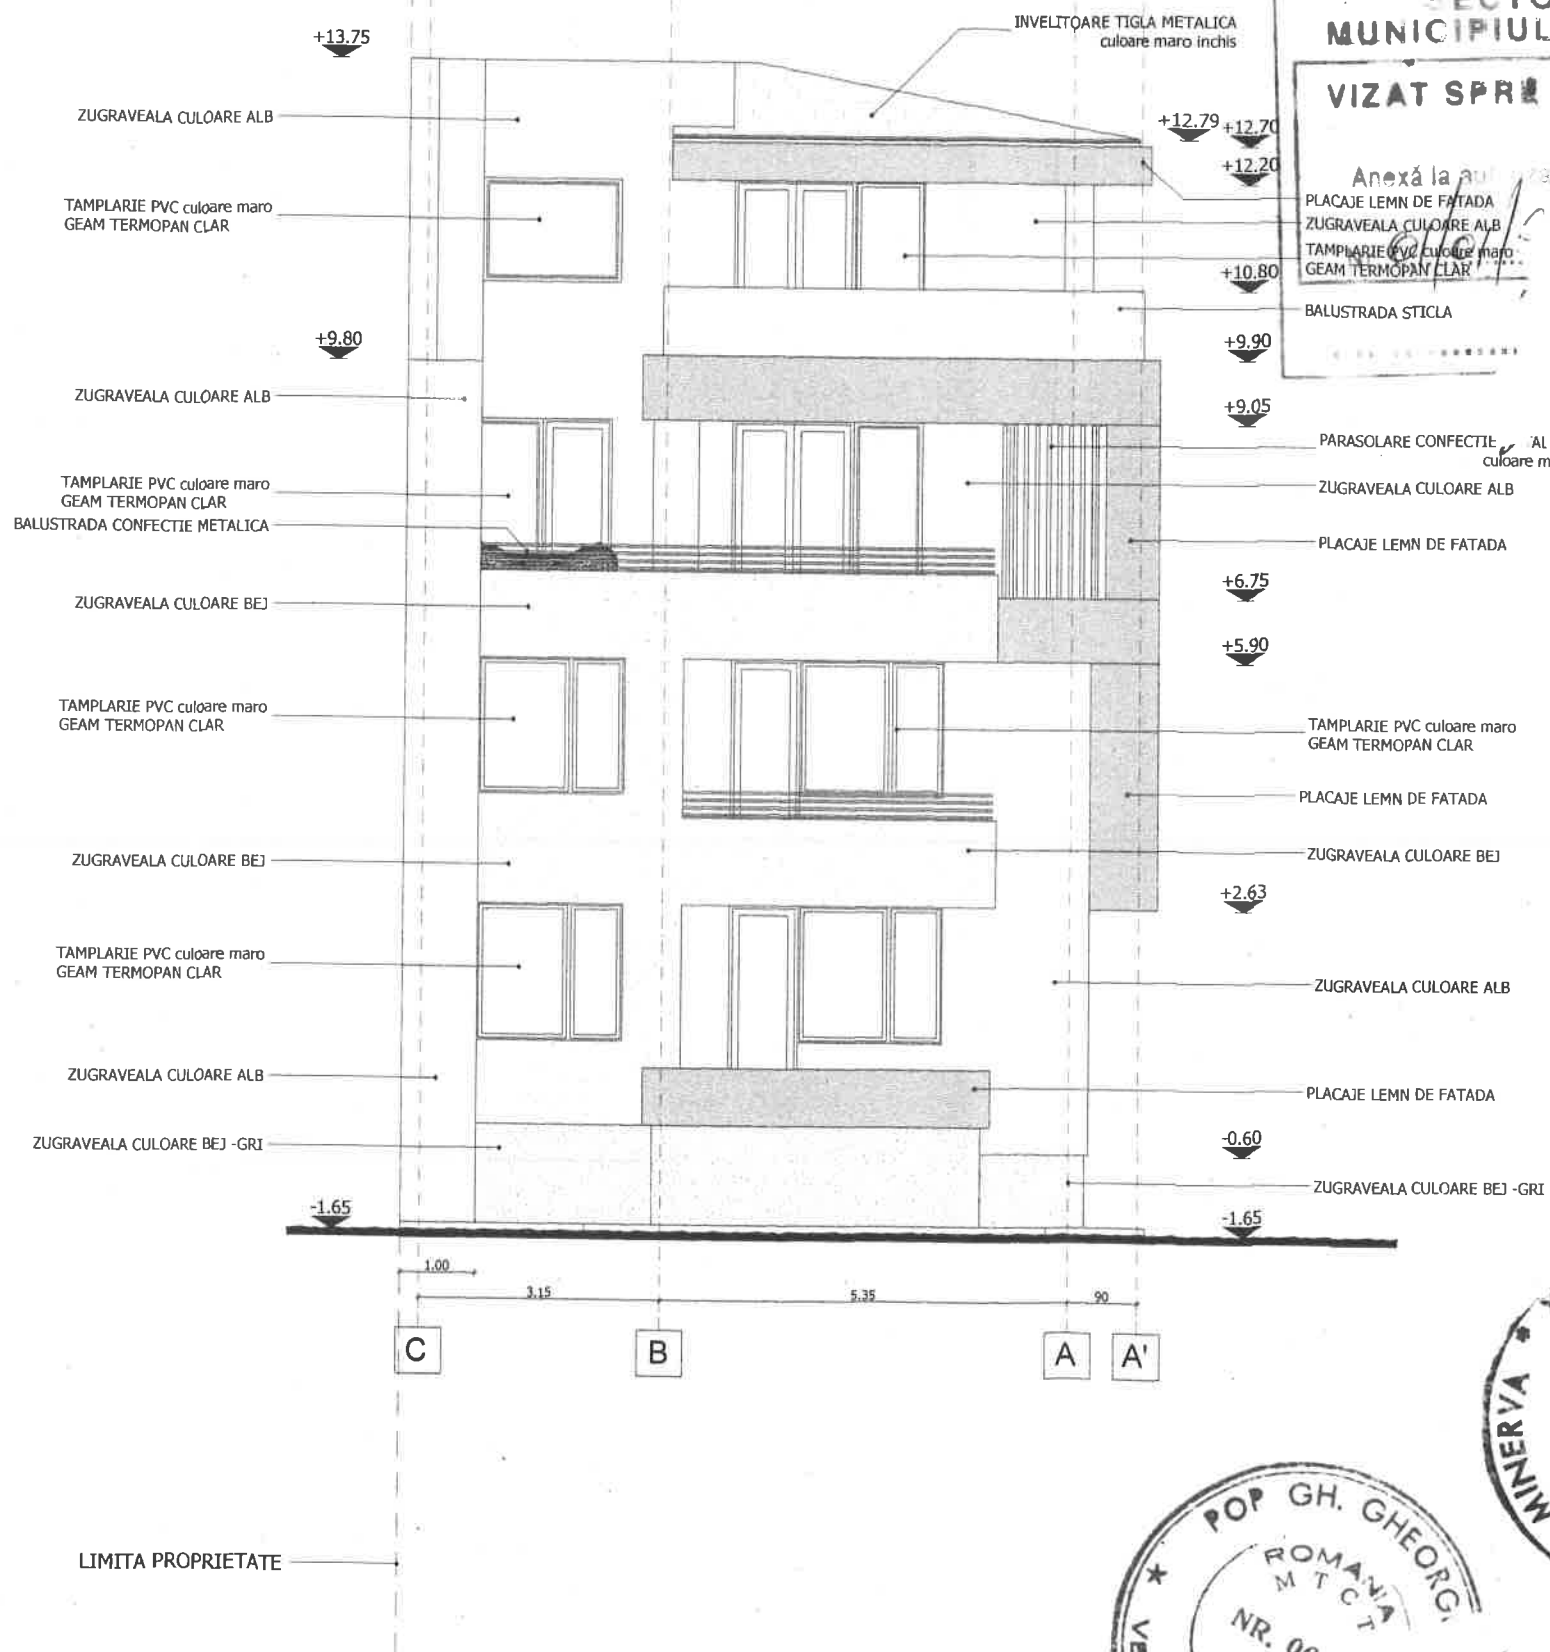 INVELITOARE TIGLA METALICA
culoare maro inchis
MUNICIPIUL
VIZAT SPRE
Anexă la
+13.75
ZUGRAVEALA CULOARE ALB
+12.79
+12.70
+12.20
PLACAJE LEMN DE FATADA
ZUGRAVEALA CULOARE ALB
TAMPLARIE PVC culoare maro
GEAM TERMOPAN CLAR
TAMPLARIE PVC culoare maro
GEAM TERMOPAN CLAR
+10.80
BALUSTRADA STICLA
+9.80
+9.90
ZUGRAVEALA CULOARE ALB
+9.05
PARASOLARE CONFECTIE
culoare m
ZUGRAVEALA CULOARE ALB
TAMPLARIE PVC culoare maro
GEAM TERMOPAN CLAR
BALUSTRADA CONFECTIE METALICA
PLACAJE LEMN DE FATADA
+6.75
ZUGRAVEALA CULOARE BEJ
+5.90
TAMPLARIE PVC culoare maro
GEAM TERMOPAN CLAR
TAMPLARIE PVC culoare maro
GEAM TERMOPAN CLAR
PLACAJE LEMN DE FATADA
ZUGRAVEALA CULOARE BEJ
ZUGRAVEALA CULOARE BEJ
+2.63
TAMPLARIE PVC culoare maro
GEAM TERMOPAN CLAR
ZUGRAVEALA CULOARE ALB
ZUGRAVEALA CULOARE ALB
PLACAJE LEMN DE FATADA
ZUGRAVEALA CULOARE BEJ -GRI
-0.60
ZUGRAVEALA CULOARE BEJ -GRI
-1.65
-1.65
1.00
3.15
5.35
90
C
B
A
A'
LIMITA PROPRIETATE
MINERVA *
POP GH. GHEORG
ROMANIA
M T C T
NR.